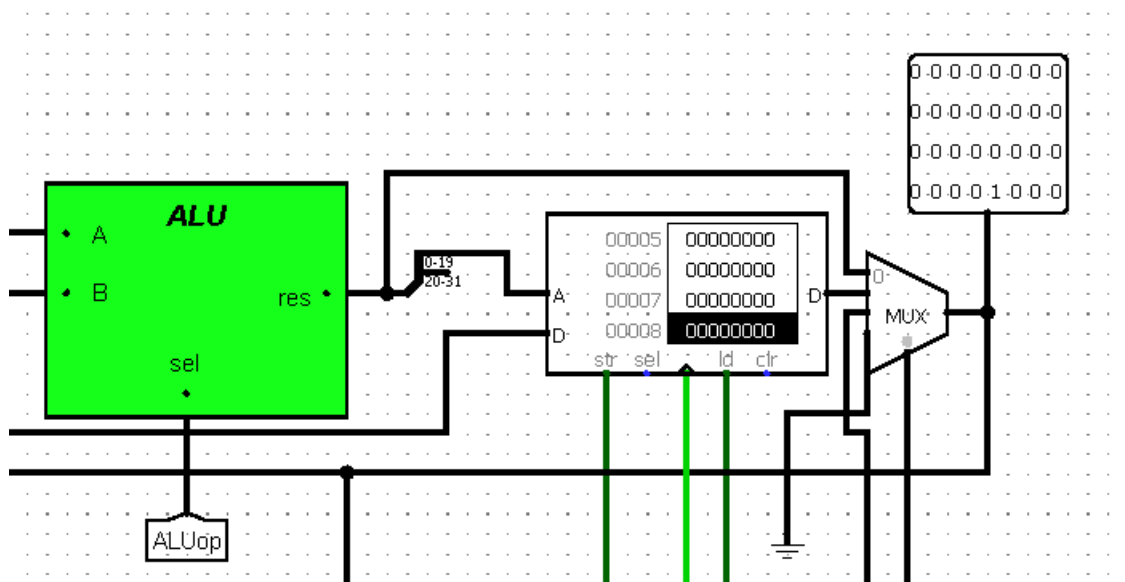 0 0 0 0 0 0 0 0
0 0 0 0 0 0 0 0
0 0 0 0 0 0 0 0
0 0 0 0 1 0 0 0
ALU
A
B
res
sel
ALUop
0-19
20-31
A
D
00005 00000000
00006 00000000
00007 00000000
00008 00000000
D
str sel ld clr
0
MUX